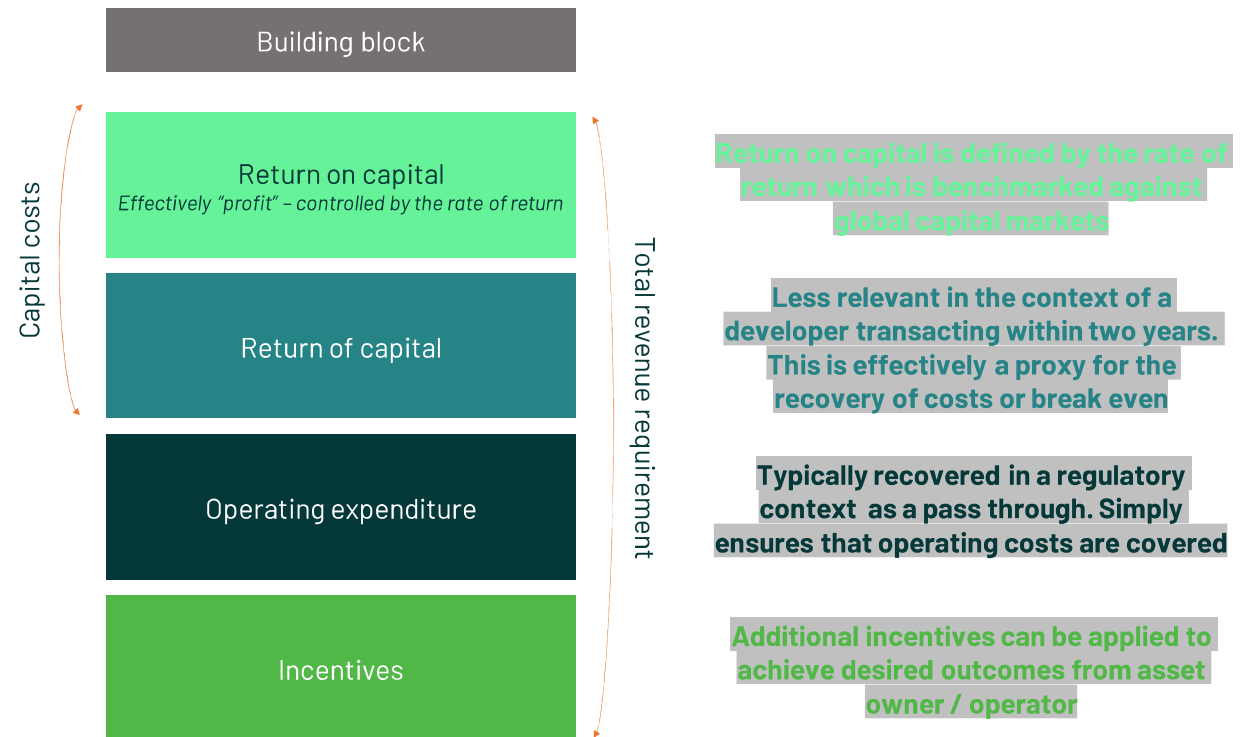 Building block
Capital costs
Return on capital
Effectively "profit" – controlled by the rate of return
Return of capital
Operating expenditure
Incentives
Total revenue requirement
Return on capital is defined by the rate of
return which is benchmarked against
global capital markets
Less relevant in the context of a
developer transacting within two years.
This is effectively a proxy for the
recovery of costs or break even
Typically recovered in a regulatory
context  as a pass through. Simply
ensures that operating costs are covered
Additional incentives can be applied to
achieve desired outcomes from asset
owner / operator